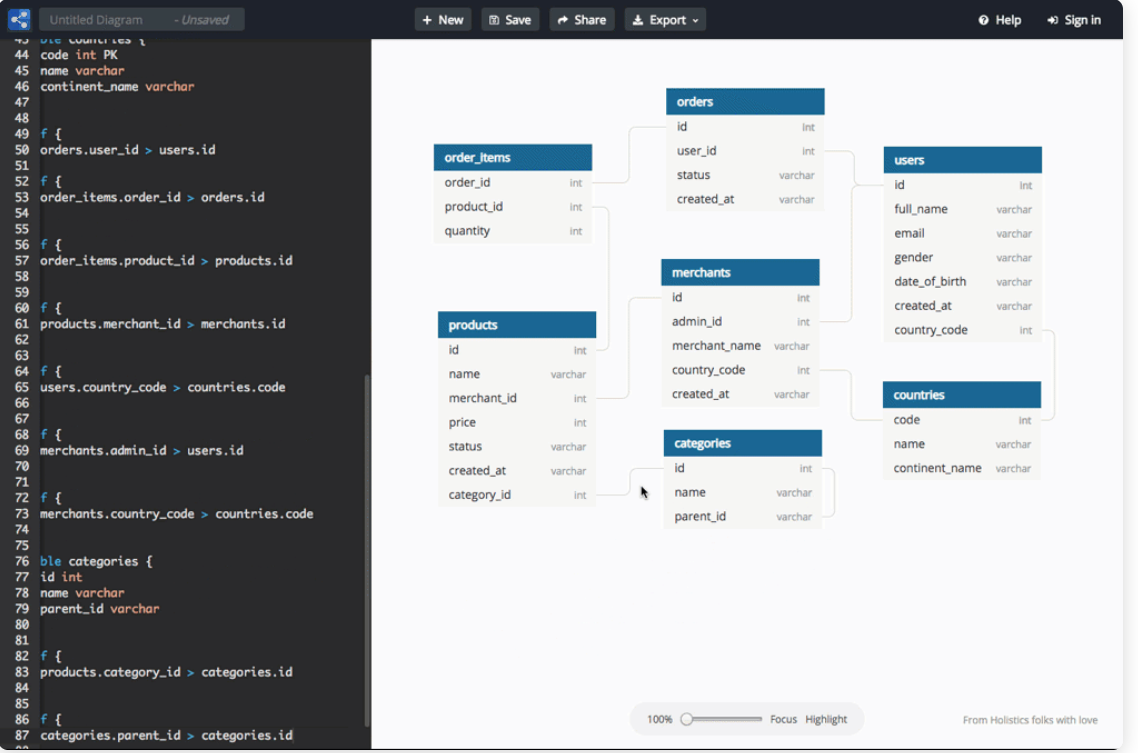 Untitled Diagram - Unsaved
New
Save
Share
Export
Help
Sign in
43 ble countries {
44 code int PK
45 name varchar
46 continent_name varchar
47
48
49 f {
50 orders.user_id > users.id
51
52 f {
53 order_items.order_id > orders.id
54
55
56 f {
57 order_items.product_id > products.id
58
59
60 f {
61 products.merchant_id > merchants.id
62
63
64 f {
65 users.country_code > countries.code
66
67
68 f {
69 merchants.admin_id > users.id
70
71
72 f {
73 merchants.country_code > countries.code
74
75
76 ble categories {
77 id int
78 name varchar
79 parent_id varchar
80
81
82 f {
83 products.category_id > categories.id
84
85
86 f {
87 categories.parent_id > categories.id
order_items
order_id int
product_id int
quantity int
products
id int
name varchar
merchant_id int
price int
status varchar
created_at varchar
category_id int
orders
id int
user_id int
status varchar
created_at varchar
merchants
id int
admin_id int
merchant_name varchar
country_code int
created_at varchar
categories
id int
name varchar
parent_id varchar
users
id int
full_name varchar
email varchar
gender varchar
date_of_birth varchar
created_at varchar
country_code int
countries
code int
name varchar
continent_name varchar
100% Focus Highlight
From Holistics folks with love